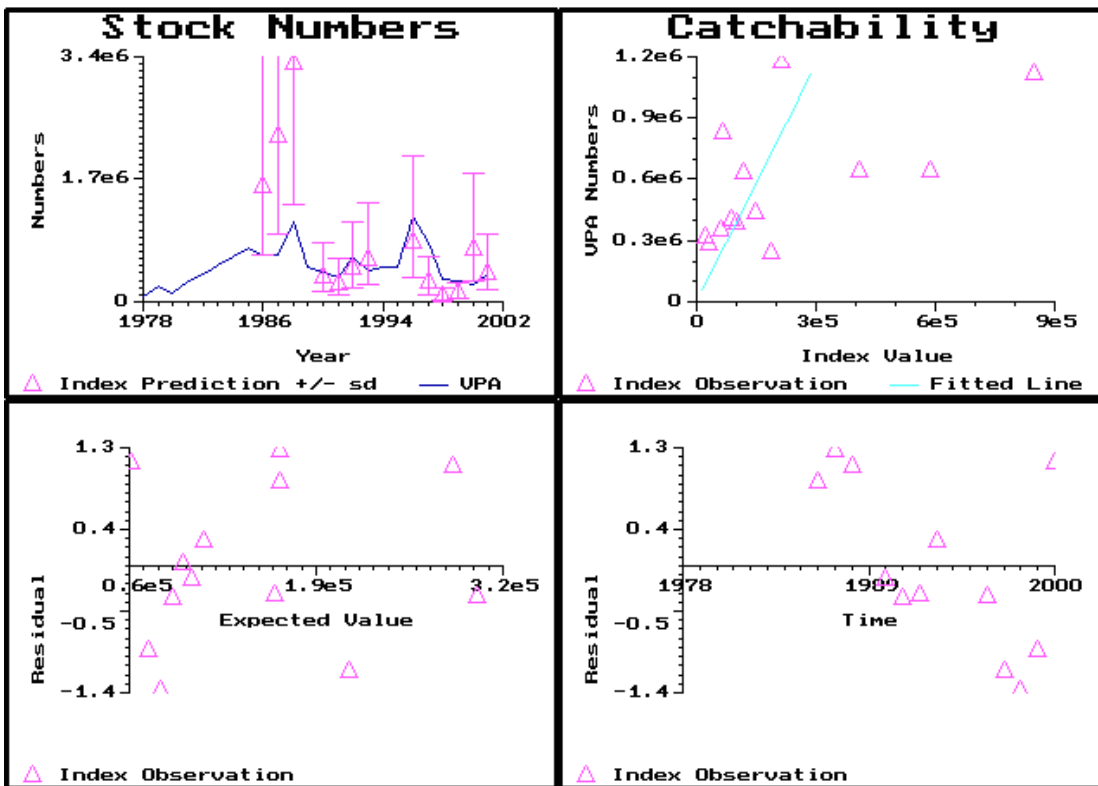 Stock Numbers
3.4e6
Numbers
1.7e6
0
1978 1986 1994 2002
Year
Index Prediction +/- sd VPA
Catchability
1.2e6
VPA Numbers
0.9e6
0.6e6
0.3e6
0
0 3e5 6e5 9e5
Index Value
Index Observation Fitted Line
1.3
0.4
Residual
-0.5
-1.4
0.6e5 1.9e5 3.2e5
Expected Value
Index Observation
1.3
0.4
Residual
-0.5
-1.4
1978 1989 2000
Time
Index Observation